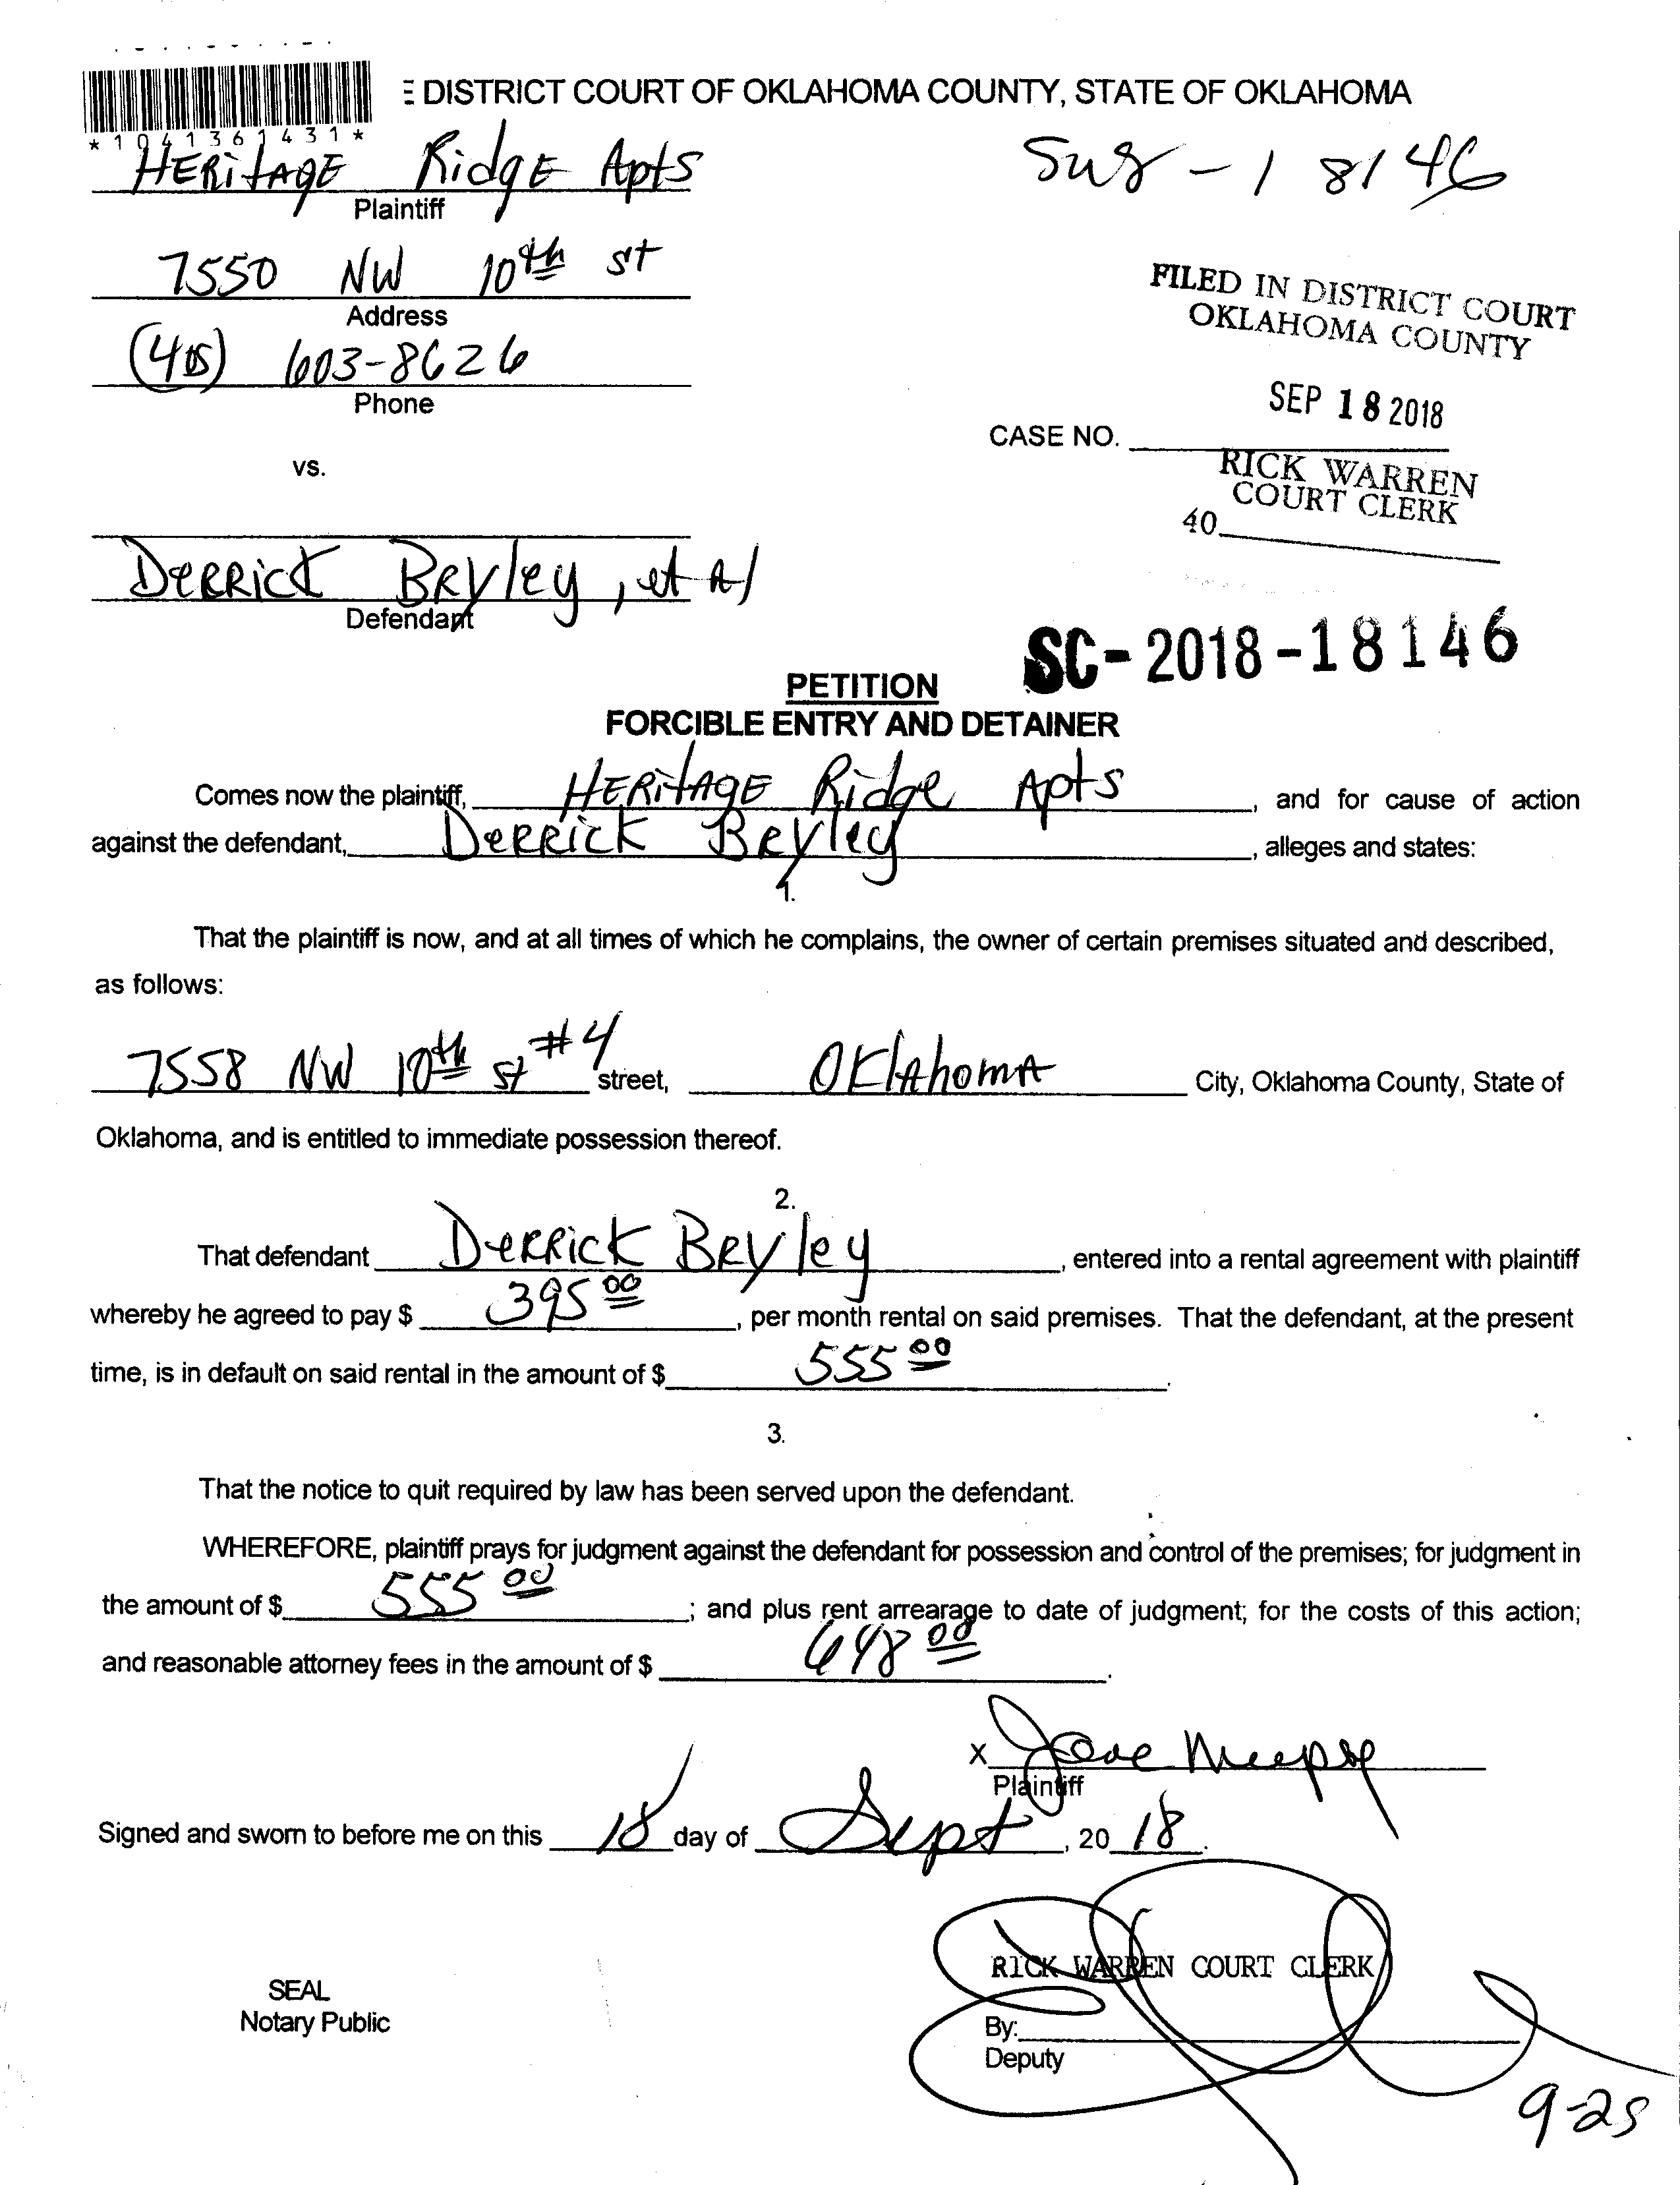 DISTRICT COURT OF OKLAHOMA COUNTY, STATE OF OKLAHOMA
*1041361431*
HERITAGE RidgE Apts
Plaintiff
18146
7550 NW 10th st
Address
FILED IN DISTRICT COURT
OKLAHOMA COUNTY
(405) 603-8626
Phone
SEP 18 2018
CASE NO.
RICK WARREN
COURT CLERK
vs.
40
DERRICK BRyley, et Al
Defendant
SC-2018-18146
PETITION
FORCIBLE ENTRY AND DETAINER
Comes now the plaintiff, HERITAGE Ridge Apts, and for cause of action
against the defendant, DERRICK BRyley, alleges and states:
1.
That the plaintiff is now, and at all times of which he complains, the owner of certain premises situated and described,
as follows:
7558 NW 10th st #4 street, OklAhomA City, Oklahoma County, State of
Oklahoma, and is entitled to immediate possession thereof.
2.
That defendant DERRICK BRyley, entered into a rental agreement with plaintiff
whereby he agreed to pay $ 395 00, per month rental on said premises. That the defendant, at the present
time, is in default on said rental in the amount of $ 555 00.
3.
That the notice to quit required by law has been served upon the defendant.
WHEREFORE, plaintiff prays for judgment against the defendant for possession and control of the premises; for judgment in
the amount of $ 555 00; and plus rent arrearage to date of judgment; for the costs of this action;
and reasonable attorney fees in the amount of $ 648 00.
X
Plaintiff
Signed and sworn to before me on this 18 day of Sept, 20 18.
RICK WARREN COURT CLERK
SEAL
Notary Public
By:
Deputy
9-25